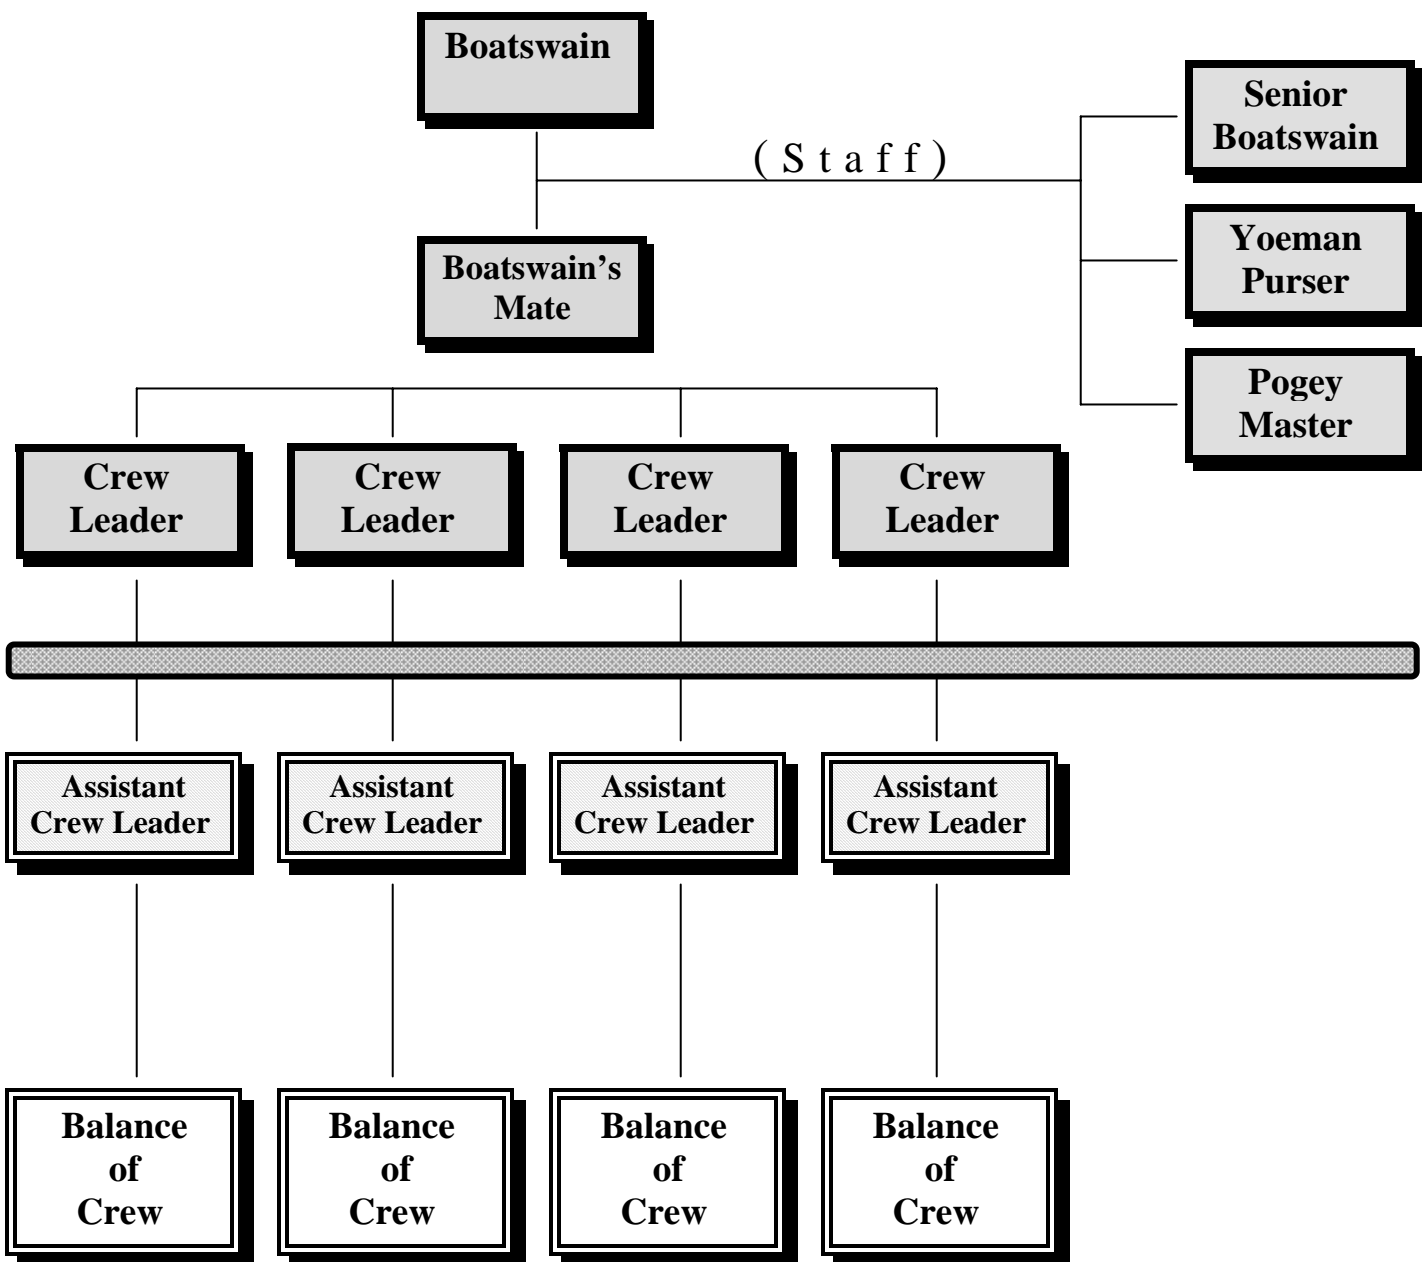 Boatswain
Senior
Boatswain
( S t a f f )
Boatswain’s
Mate
Yoeman
Purser
Pogey
Master
Crew
Leader
Crew
Leader
Crew
Leader
Crew
Leader
Assistant
Crew Leader
Assistant
Crew Leader
Assistant
Crew Leader
Assistant
Crew Leader
Balance
of
Crew
Balance
of
Crew
Balance
of
Crew
Balance
of
Crew